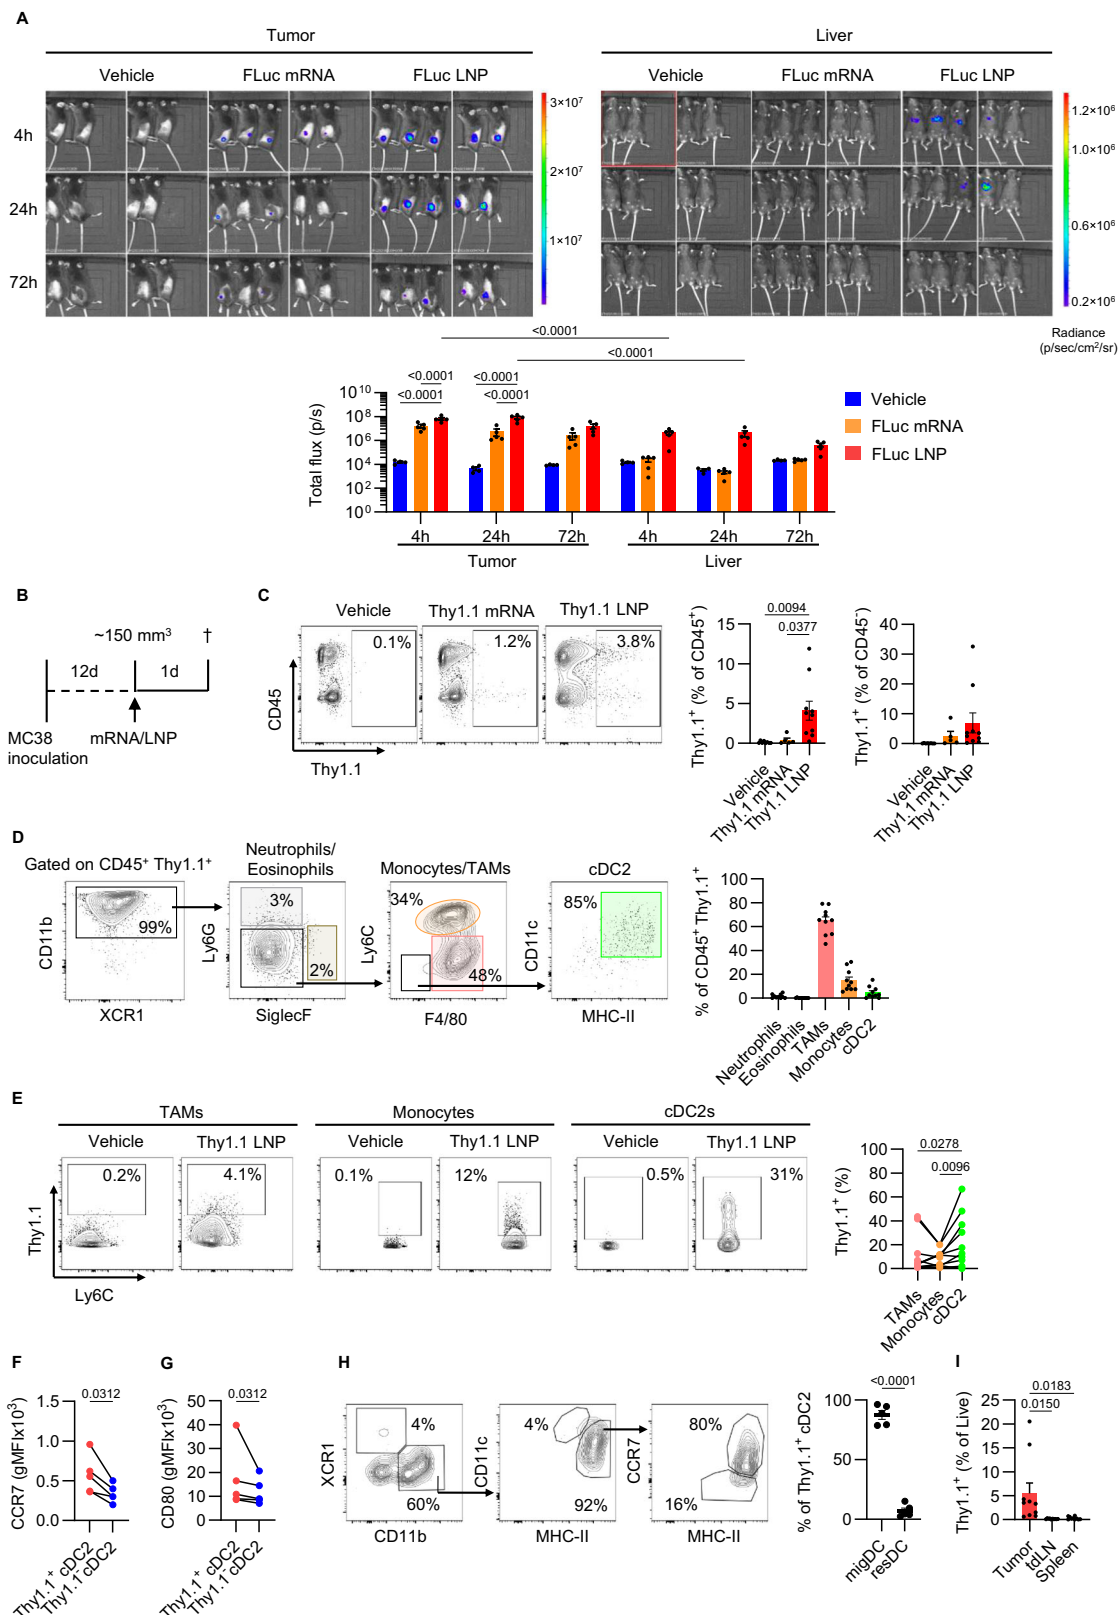 A
Tumor
Liver
Vehicle
FLuc mRNA
FLuc LNP
Vehicle
FLuc mRNA
FLuc LNP
4h
24h
72h
3×10⁷
2×10⁷
1×10⁷
1.2×10⁶
1.0×10⁶
0.6×10⁶
0.2×10⁶
Radiance
(p/sec/cm²/sr)
<0.0001
<0.0001
<0.0001
<0.0001
<0.0001
<0.0001
Total flux (p/s)
10¹⁰
10⁸
10⁶
10⁴
10²
10⁰
4h
24h
72h
4h
24h
72h
Tumor
Liver
Vehicle
FLuc mRNA
FLuc LNP
B
~150 mm³
†
12d
1d
MC38
inoculation
mRNA/LNP
C
Vehicle
Thy1.1 mRNA
Thy1.1 LNP
0.1%
1.2%
3.8%
CD45
Thy1.1
Thy1.1⁺ (% of CD45⁺)
15
10
5
0
0.0094
0.0377
Vehicle
Thy1.1 mRNA
Thy1.1 LNP
Thy1.1⁺ (% of CD45⁻)
40
30
20
10
0
Vehicle
Thy1.1 mRNA
Thy1.1 LNP
D
Gated on CD45⁺ Thy1.1⁺
Neutrophils/
Eosinophils
Monocytes/TAMs
cDC2
99%
3%
2%
34%
48%
85%
CD11b
XCR1
Ly6G
SiglecF
Ly6C
F4/80
CD11c
MHC-II
% of CD45⁺ Thy1.1⁺
100
80
60
40
20
0
Neutrophils
Eosinophils
TAMs
Monocytes
cDC2
E
TAMs
Monocytes
cDC2s
Vehicle
Thy1.1 LNP
Vehicle
Thy1.1 LNP
Vehicle
Thy1.1 LNP
0.2%
4.1%
0.1%
12%
0.5%
31%
Thy1.1
Ly6C
Thy1.1⁺ (%)
100
80
60
40
20
0
0.0278
0.0096
TAMs
Monocytes
cDC2
F
0.0312
CCR7 (gMFIx10³)
1.5
1.0
0.5
0.0
Thy1.1⁺ cDC2
Thy1.1⁻ cDC2
G
0.0312
CD80 (gMFIx10³)
50
40
30
20
10
0
Thy1.1⁺ cDC2
Thy1.1⁻ cDC2
H
4%
60%
4%
92%
80%
16%
XCR1
CD11b
CD11c
MHC-II
CCR7
MHC-II
% of Thy1.1⁺ cDC2
<0.0001
100
50
0
migDC
resDC
I
0.0183
0.0150
Thy1.1⁺ (% of Live)
25
20
15
10
5
0
Tumor
tdLN
Spleen